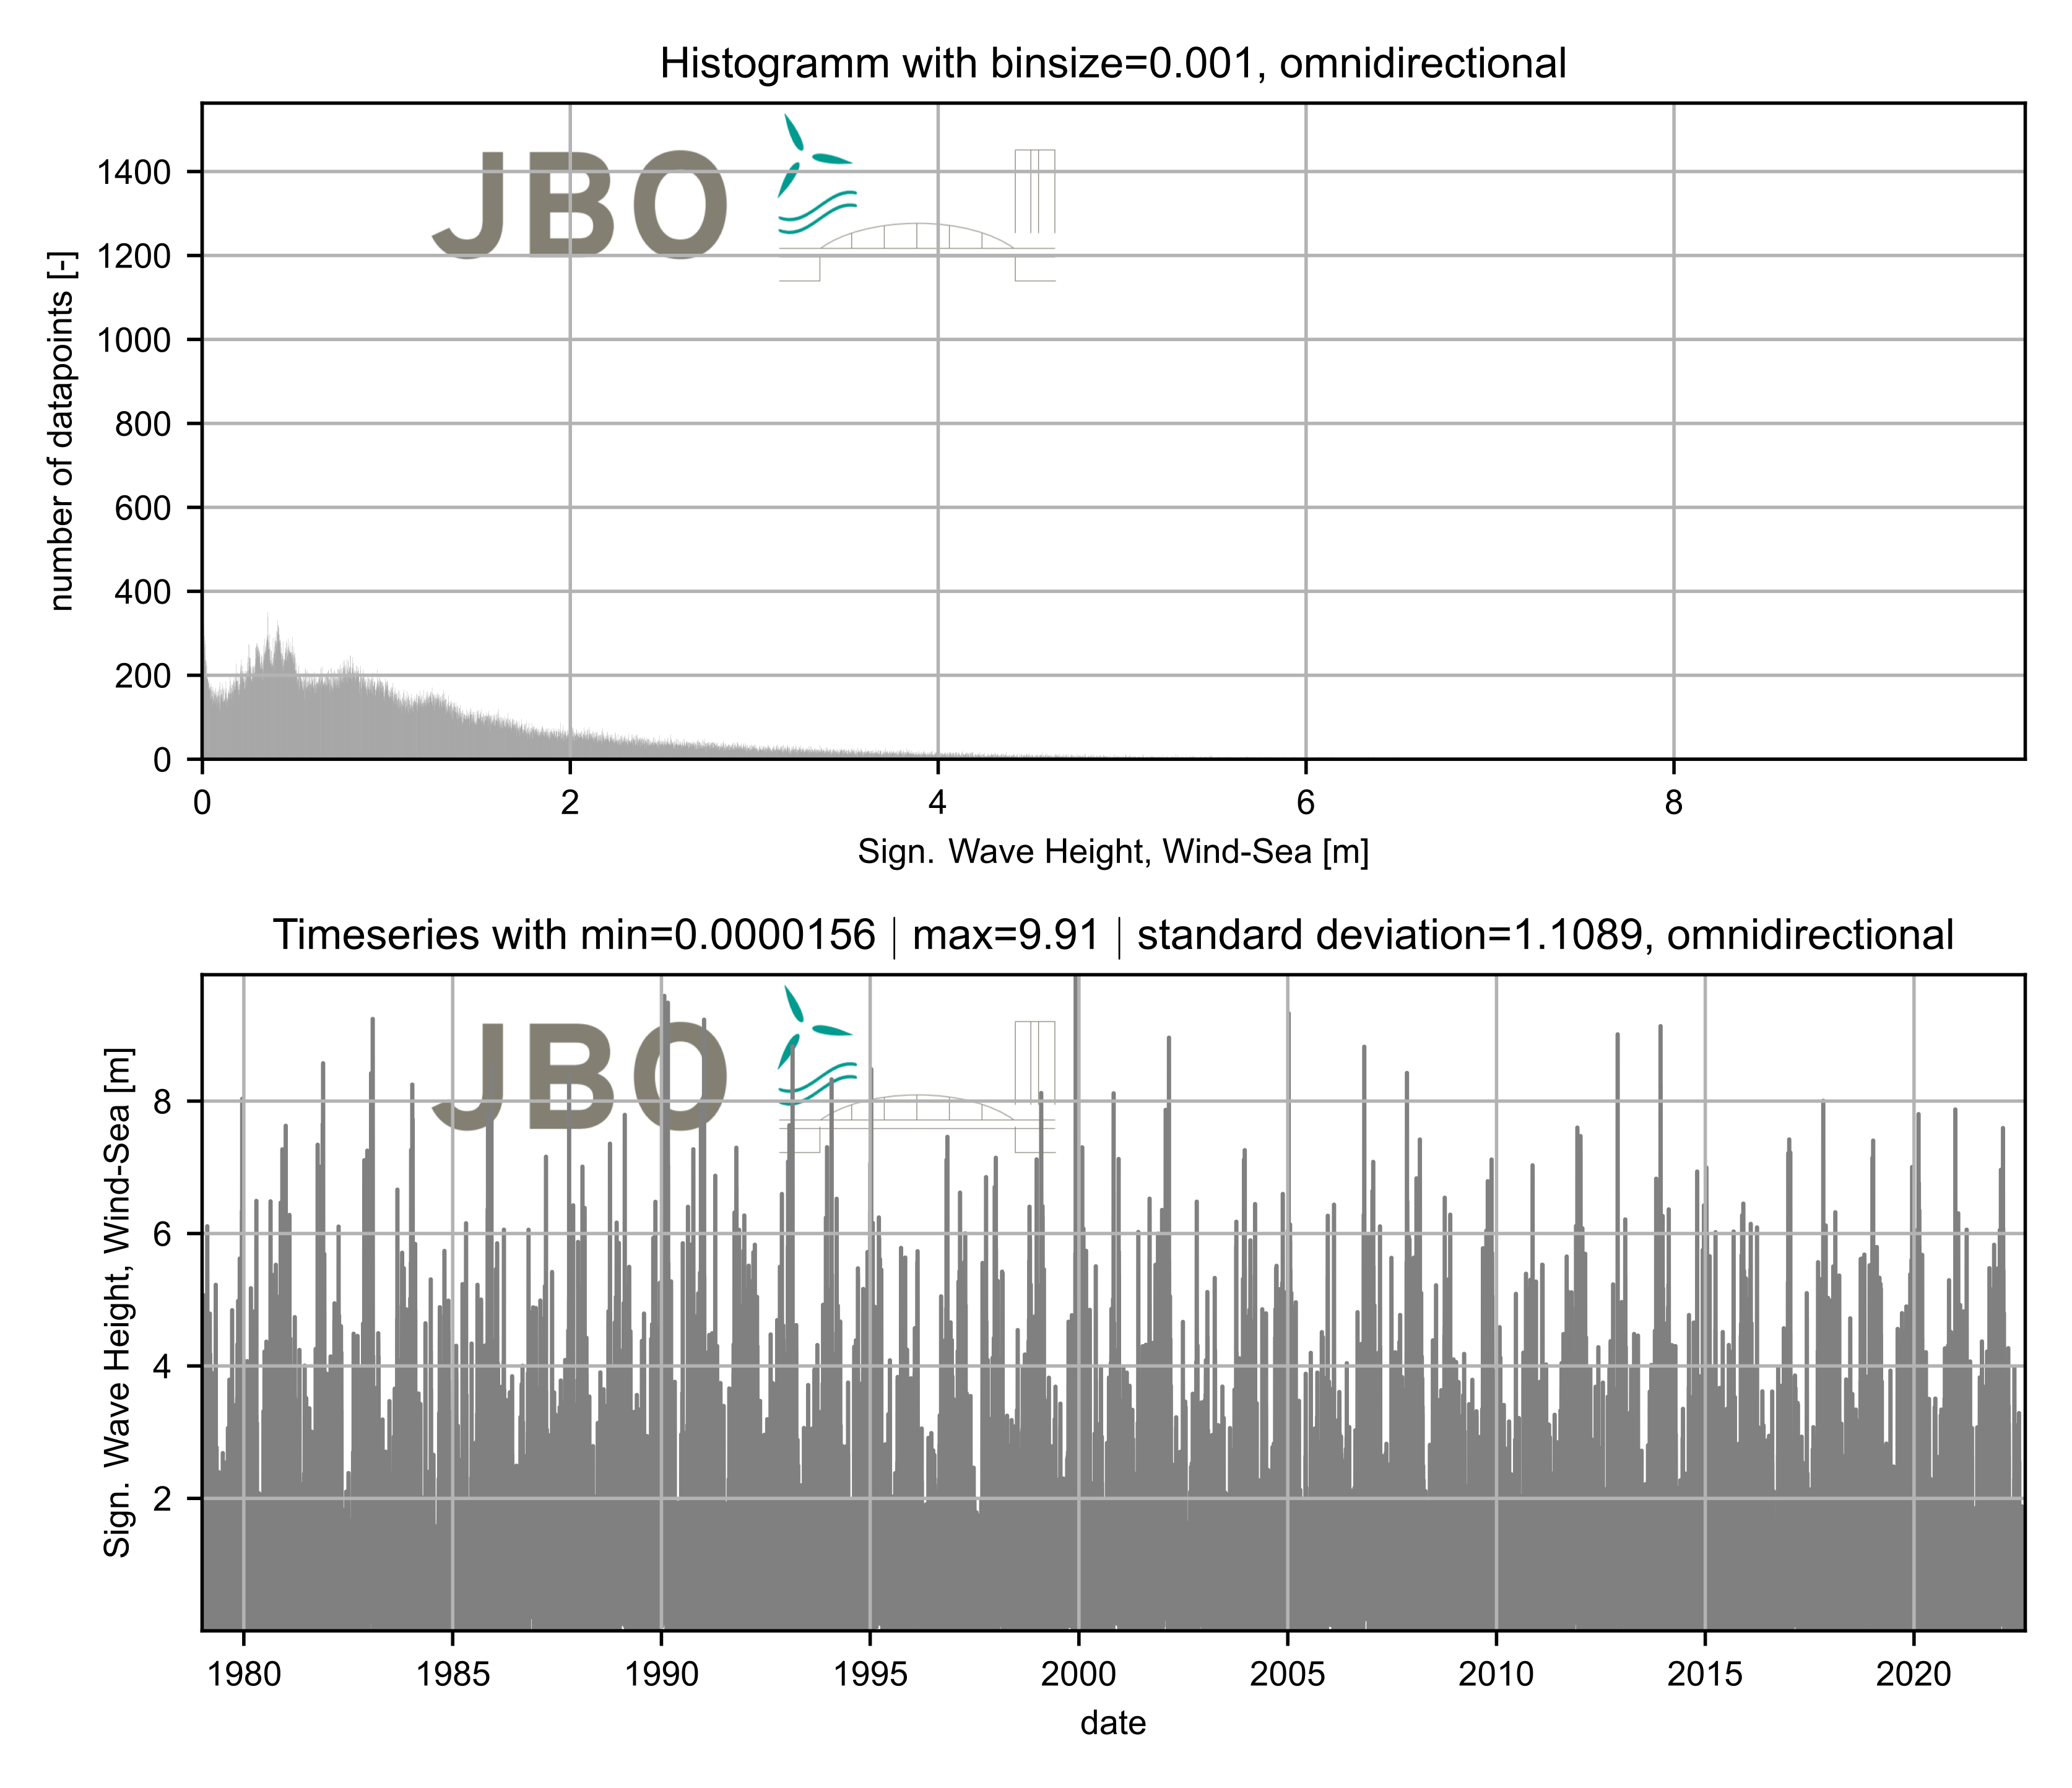 Histogramm with binsize=0.001, omnidirectional
JBO
1400
1200
1000
800
600
400
200
0
number of datapoints [-]
0 2 4 6 8
Sign. Wave Height, Wind-Sea [m]
Timeseries with min=0.0000156 | max=9.91 | standard deviation=1.1089, omnidirectional
JBO
8
6
4
2
Sign. Wave Height, Wind-Sea [m]
1980 1985 1990 1995 2000 2005 2010 2015 2020
date